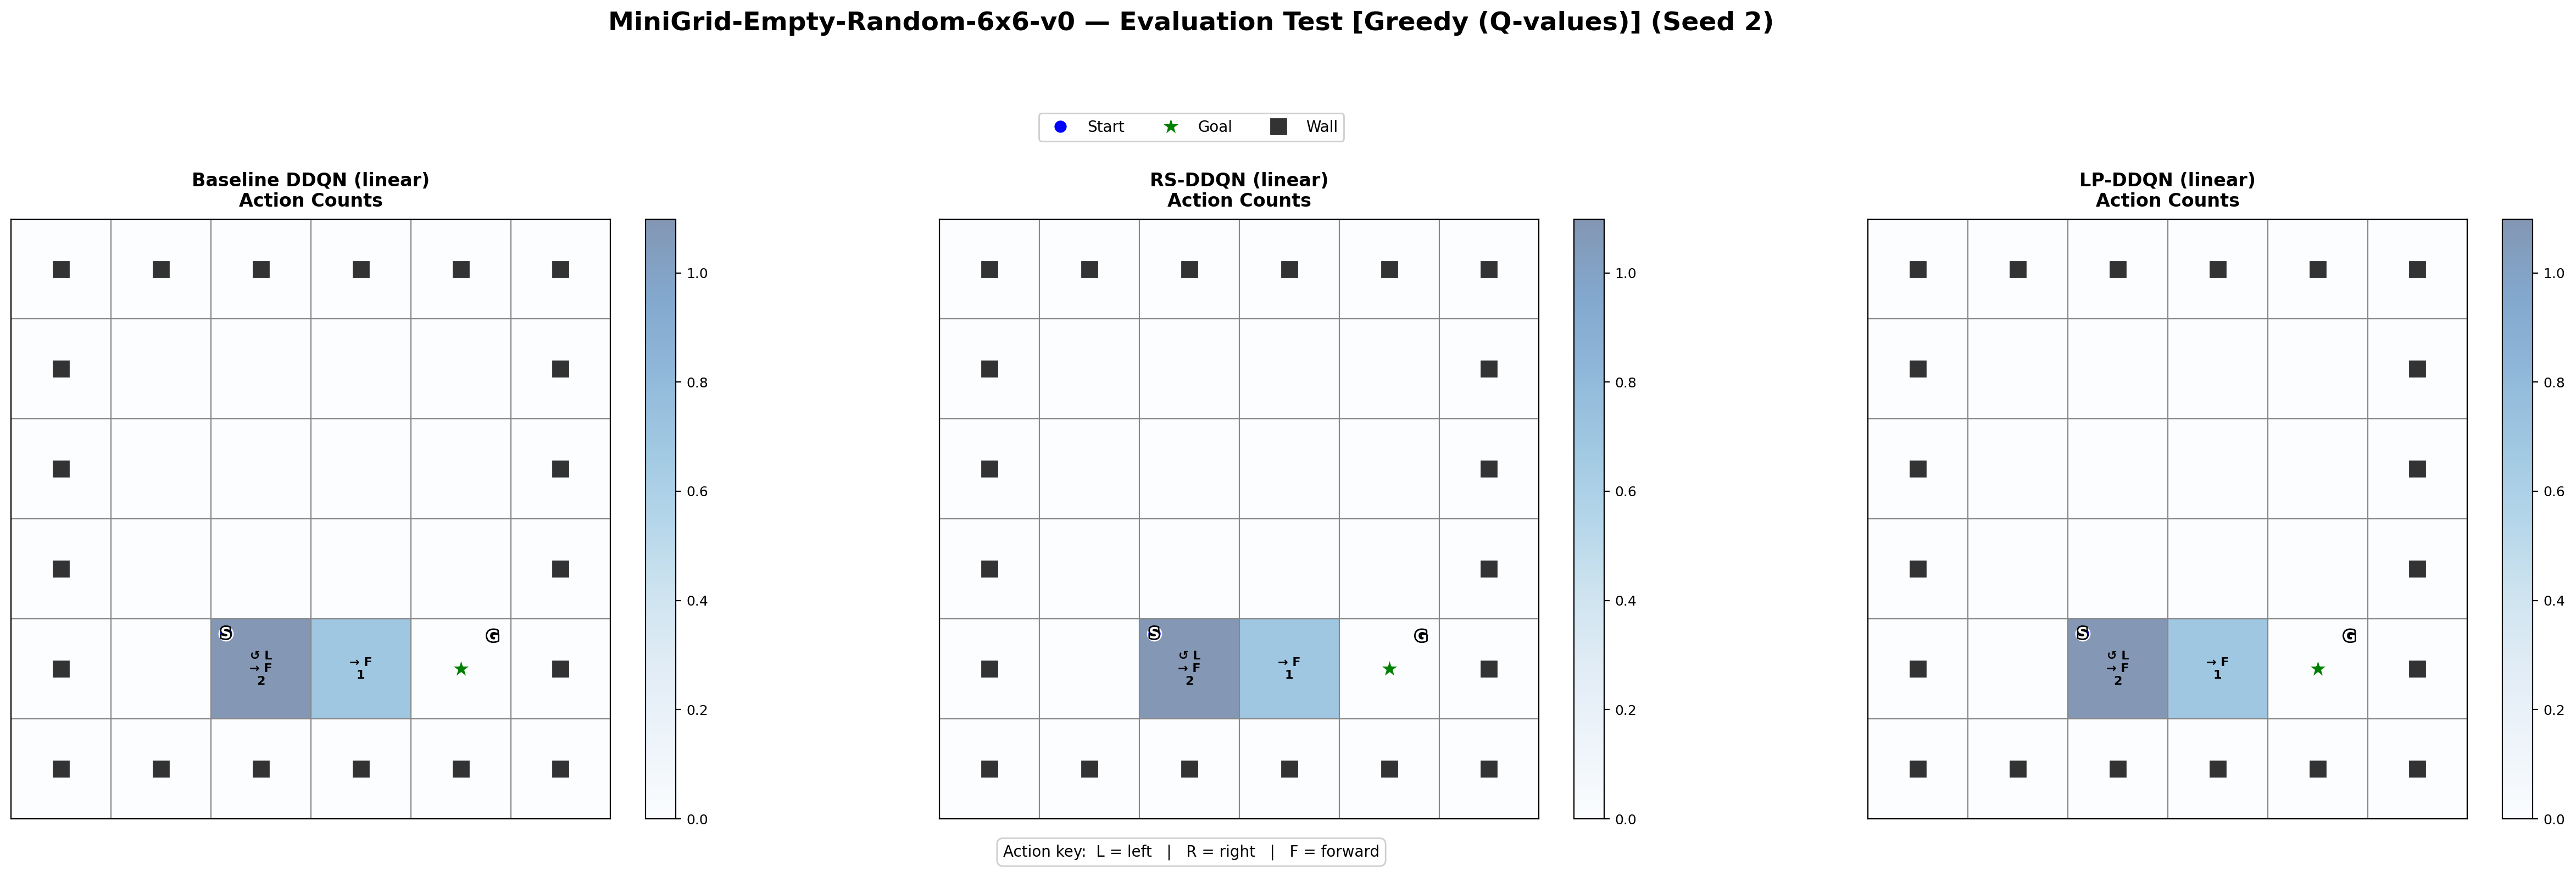 MiniGrid-Empty-Random-6x6-v0 — Evaluation Test [Greedy (Q-values)] (Seed 2)
Start Goal Wall
Baseline DDQN (linear)
Action Counts
S
↺ L
→ F
2
→ F
1
G
1.0
0.8
0.6
0.4
0.2
0.0
RS-DDQN (linear)
Action Counts
S
↺ L
→ F
2
→ F
1
G
1.0
0.8
0.6
0.4
0.2
0.0
LP-DDQN (linear)
Action Counts
S
↺ L
→ F
2
→ F
1
G
1.0
0.8
0.6
0.4
0.2
0.0
Action key: L = left | R = right | F = forward